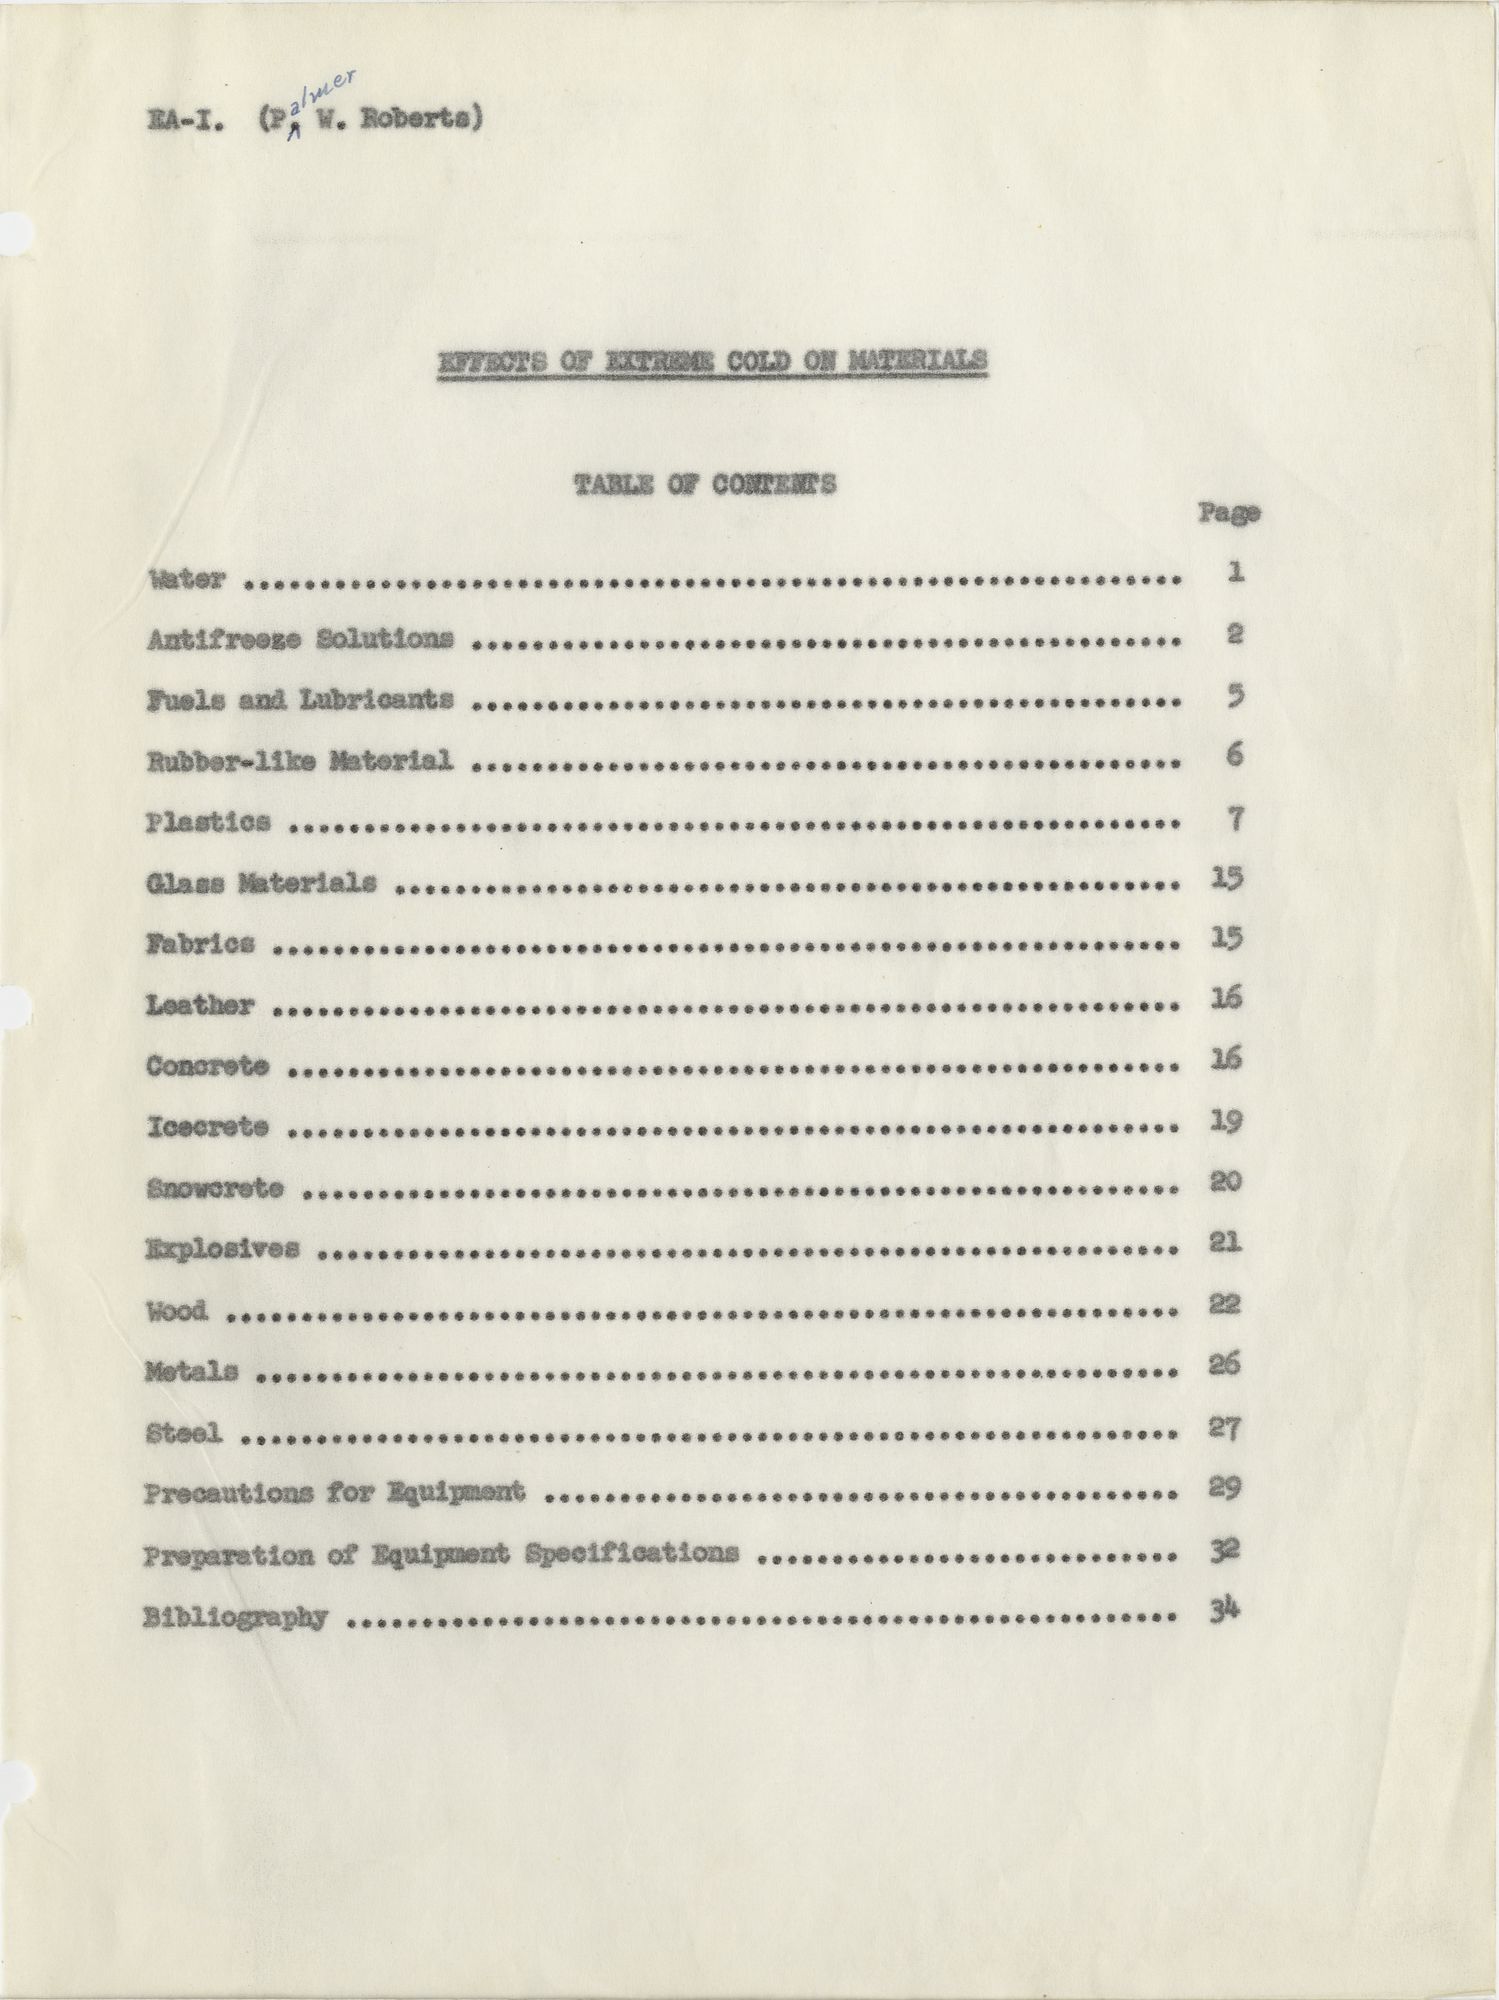 EA-I. (Palmer W. Roberts)
EFFECTS OF EXTREME COLD ON MATERIALS
TABLE OF CONTENTS
Page
Water .............................................................. 1
Antifreeze Solutions ............................................... 2
Fuels and Lubricants ............................................... 5
Rubber-like Material ............................................... 6
Plastics ........................................................... 7
Glass Materials .................................................... 15
Fabrics ............................................................ 15
Leather ............................................................ 16
Concrete ........................................................... 16
Icecrete ........................................................... 19
Snowcrete .......................................................... 20
Explosives ......................................................... 21
Wood ............................................................... 22
Metals ............................................................. 26
Steel .............................................................. 27
Precautions for Equipment .......................................... 29
Preparation of Equipment Specifications ............................ 32
Bibliography ....................................................... 34